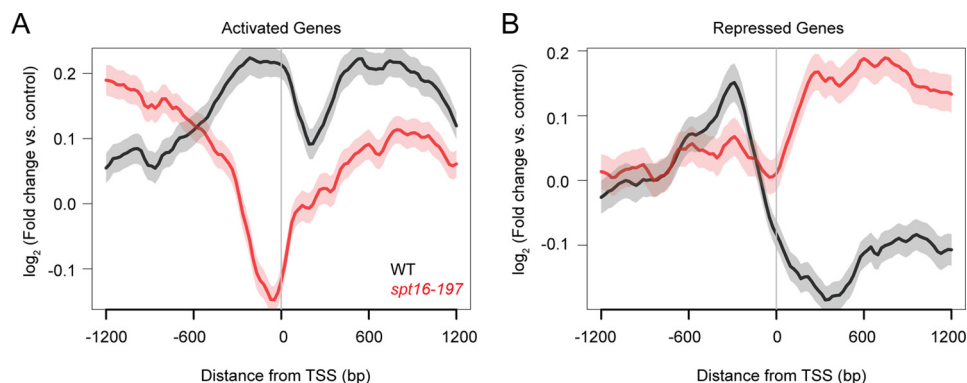 A
Activated Genes
log2 (Fold change vs. control)
0.2
0.1
0.0
-0.1
WT
spt16-197
-1200 -600 0 600 1200
Distance from TSS (bp)
B
Repressed Genes
log2 (Fold change vs. control)
0.2
0.1
0.0
-0.1
-1200 -600 0 600 1200
Distance from TSS (bp)